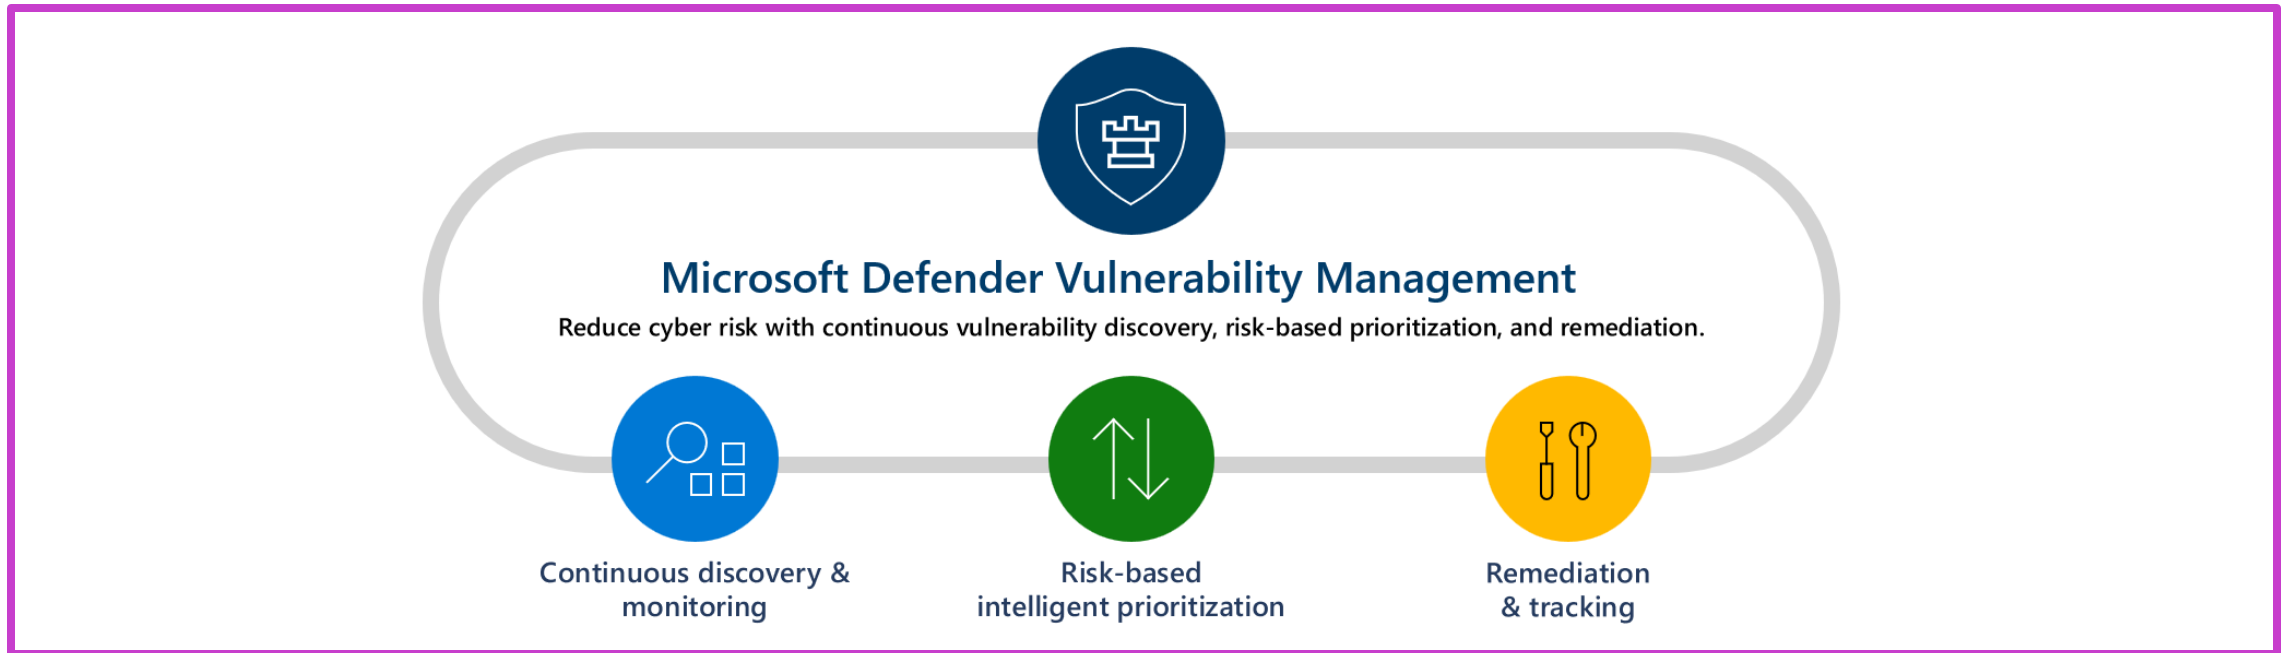 Microsoft Defender Vulnerability Management
Reduce cyber risk with continuous vulnerability discovery, risk-based prioritization, and remediation.
Continuous discovery &
monitoring
Risk-based
intelligent prioritization
Remediation
& tracking